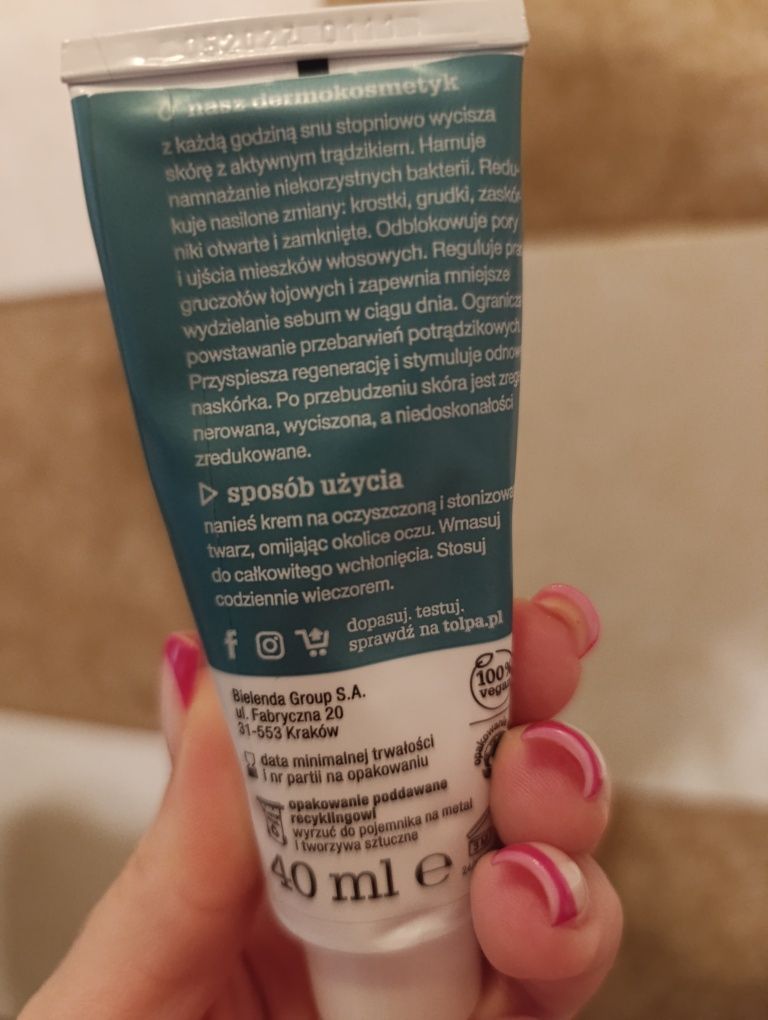 052027 0111
nasz dermokosmetyk
z każdą godziną snu stopniowo wycisza
skórę z aktywnym trądzikiem. Hamuje
namnażanie niekorzystnych bakterii. Redu-
kuje nasilone zmiany: krostki, grudki, zaskór-
niki otwarte i zamknięte. Odblokowuje pory
i ujścia mieszków włosowych. Reguluje
gruczołów łojowych i zapewnia mniejsze
wydzielanie sebum w ciągu dnia. Ogranicza
powstawanie przebarwień potrądzikowych.
Przyspiesza regenerację i stymuluje
naskórka. Po przebudzeniu skóra jest
nerowana, wyciszona, a niedoskonałości
zredukowane.
sposób użycia
nanieś krem na oczyszczoną i
twarz, omijając okolice oczu. Wmasuj
do całkowitego wchłonięcia. Stosuj
codziennie wieczorem.
dopasuj. testuj.
sprawdź na tolpa.pl
100%
vegan
Bielenda Group S.A.
ul. Fabryczna 20
31-553 Kraków
data minimalnej trwałości
i nr partii na opakowaniu
opakowanie poddawane
recyklingowi
wyrzuć do pojemnika na metal
i tworzywa sztuczne
40 ml e